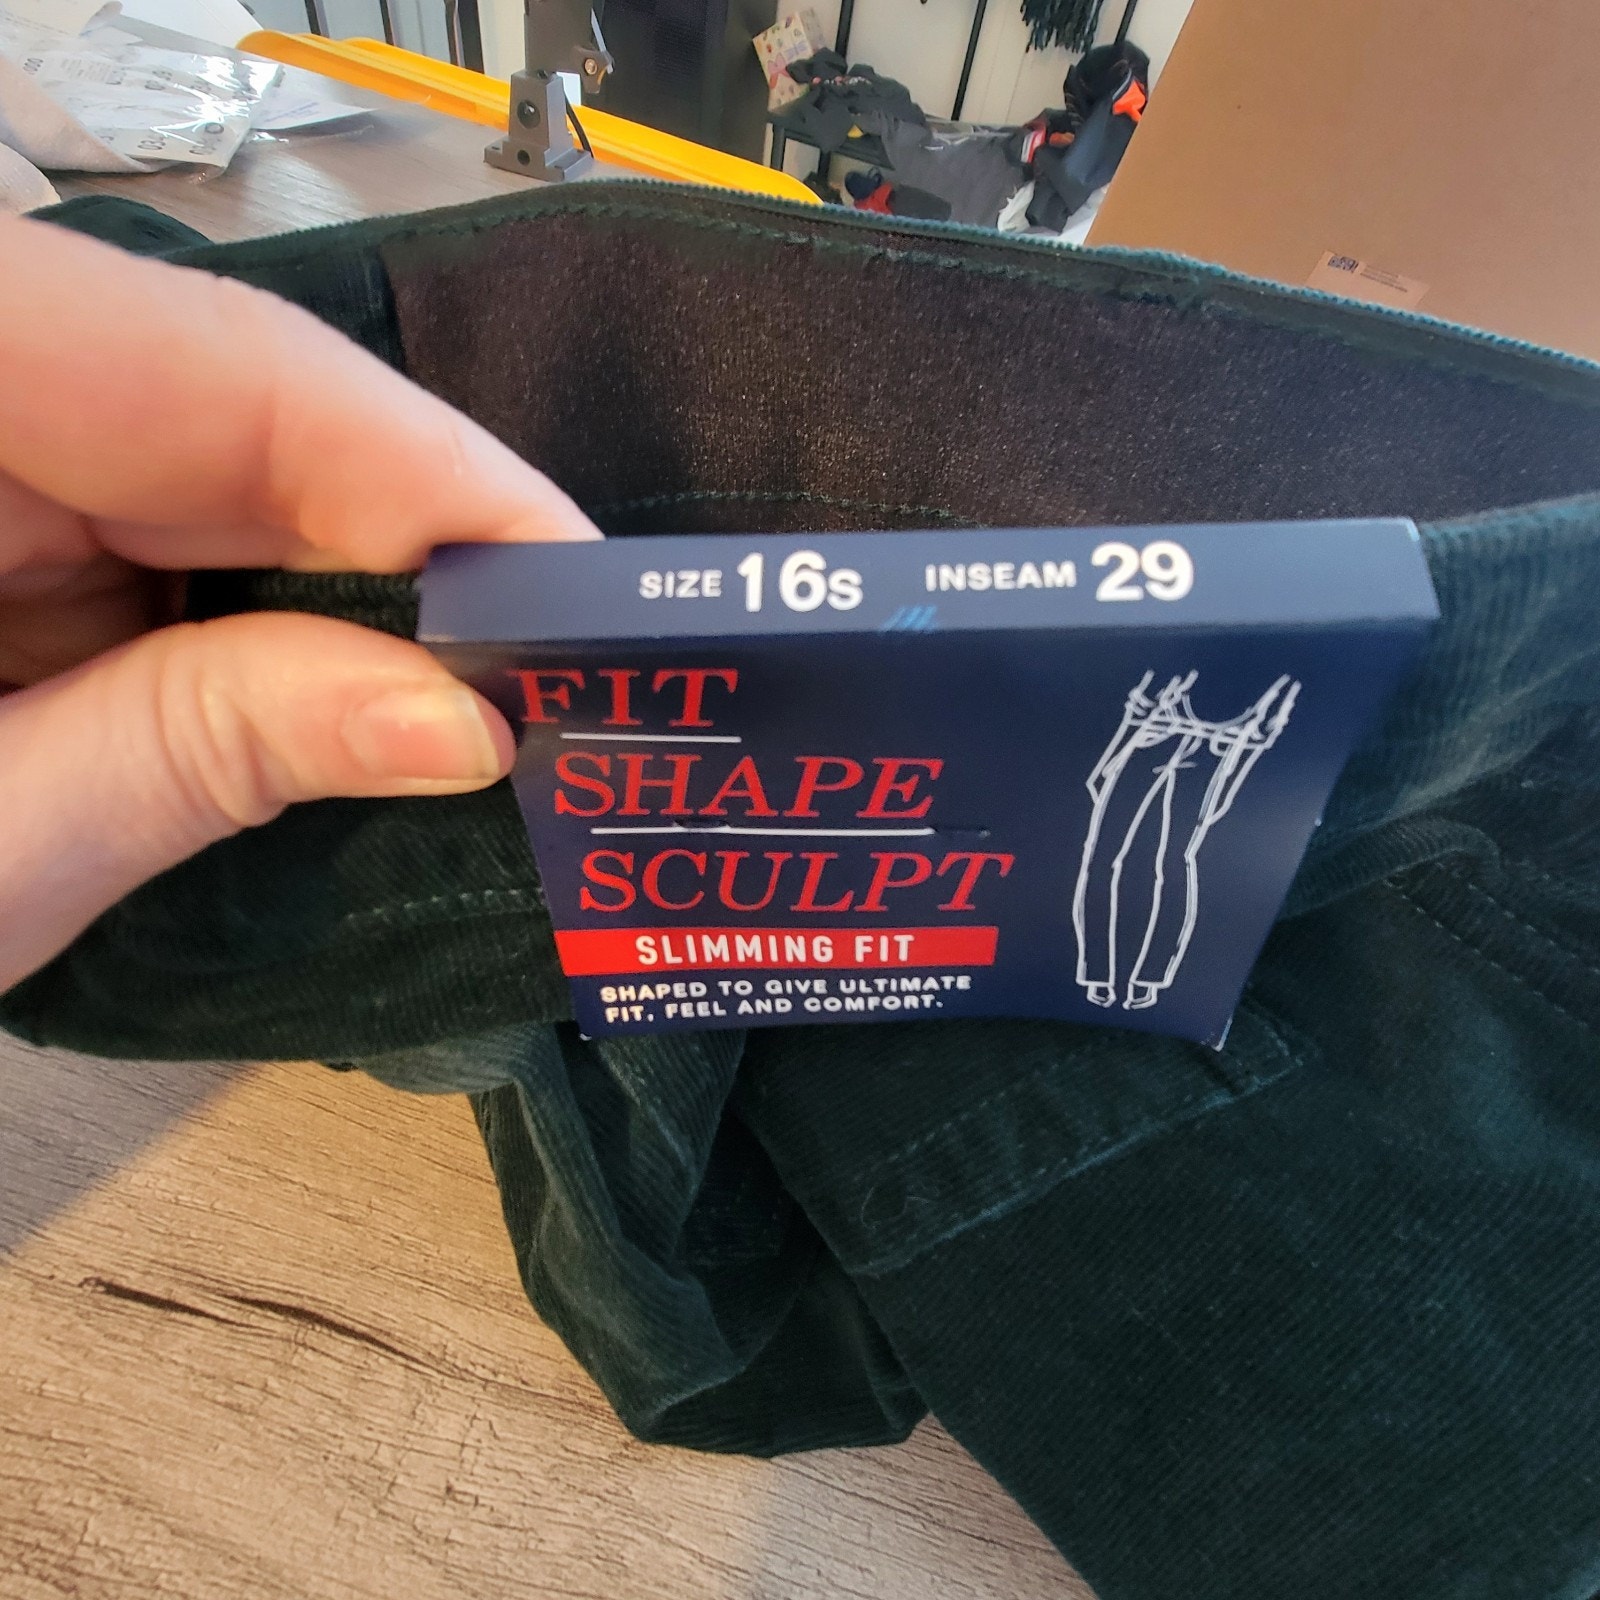 SIZE 16s INSEAM 29
FIT
SHAPE
SCULPT
SLIMMING FIT
SHAPED TO GIVE ULTIMATE
FIT, FEEL AND COMFORT.